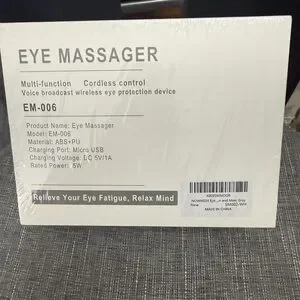 EYE MASSAGER
Multi-function Cordless control
Voice broadcast wireless eye protection device
EM-006
Product Name: Eye Massager
Model: EM-006
Material: ABS+PU
Charging Port: Micro USB
Charging Voltage: DC 5V/1A
Rated Power: 5W
Relieve Your Eye Fatigue, Relax Mind
New
MADE IN CHINA